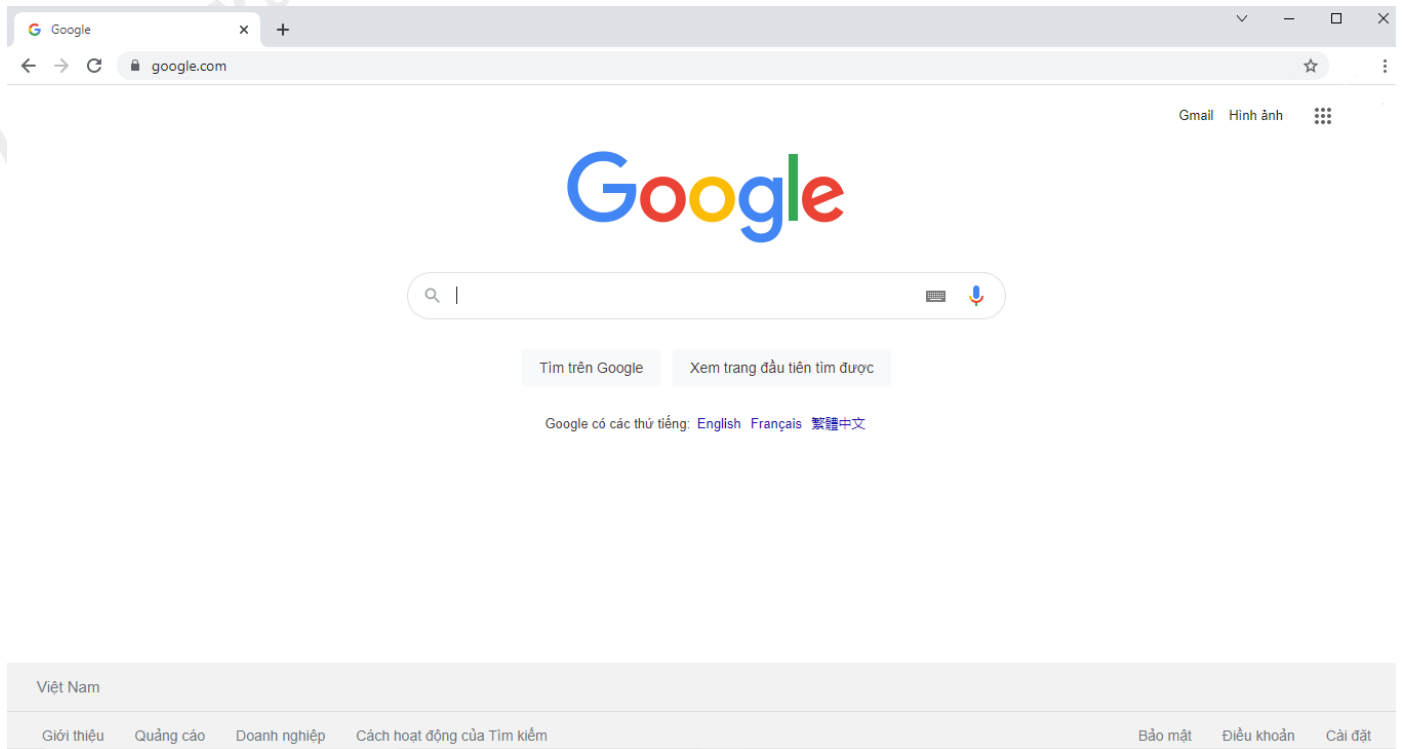 Google
google.com
Gmail Hình ảnh
Google
Tìm trên Google Xem trang đầu tiên tìm được
Google có các thứ tiếng: English Français 繁體中文
Việt Nam
Giới thiệu Quảng cáo Doanh nghiệp Cách hoạt động của Tìm kiếm Bảo mật Điều khoản Cài đặt